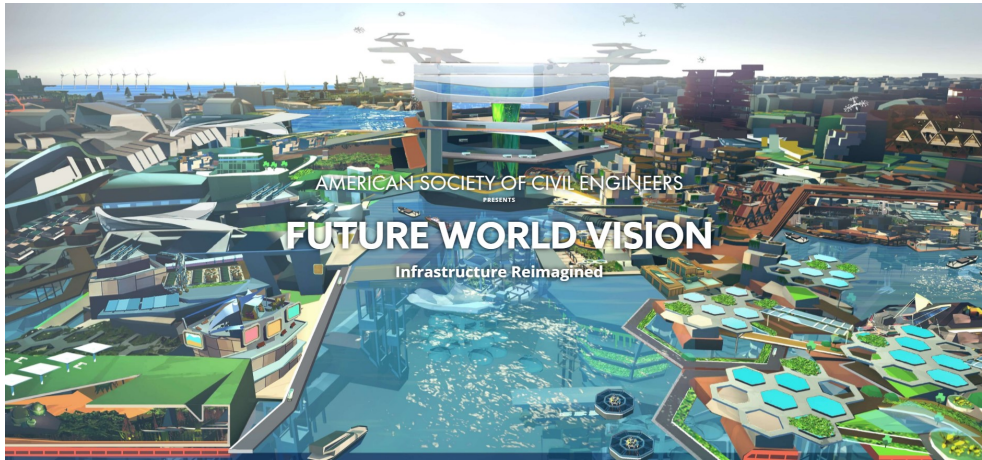 AMERICAN SOCIETY OF CIVIL ENGINEERS
PRESENTS
FUTURE WORLD VISION
Infrastructure Reimagined